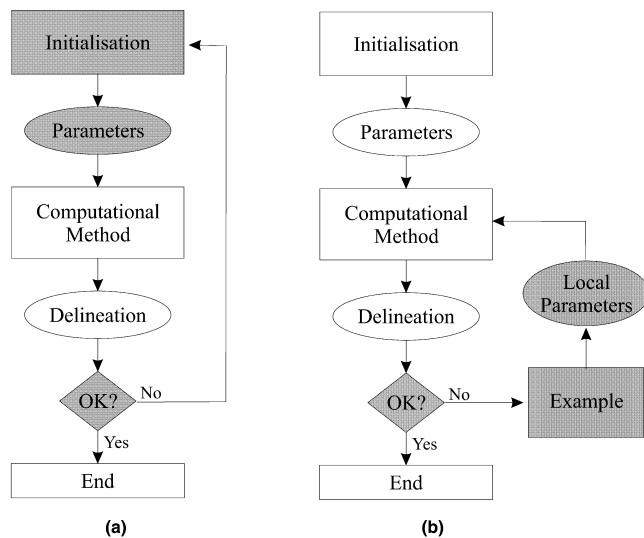 Initialisation
Parameters
Computational
Method
Delineation
OK?
No
Yes
End
(a)
Initialisation
Parameters
Computational
Method
Local
Parameters
Delineation
OK?
No
Example
Yes
End
(b)